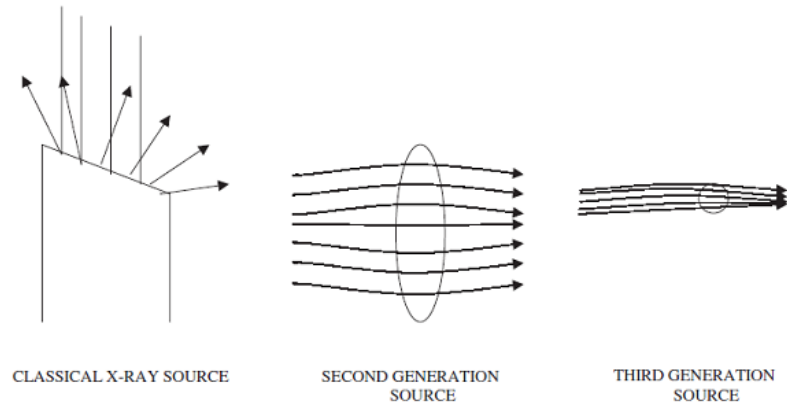 CLASSICAL X-RAY SOURCE
SECOND GENERATION
SOURCE
THIRD GENERATION
SOURCE